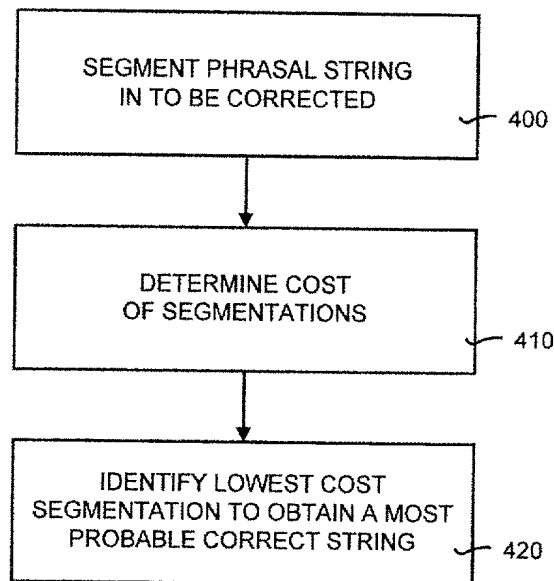 SEGMENT PHRASAL STRING
IN TO BE CORRECTED
400
DETERMINE COST
OF SEGMENTATIONS
410
IDENTIFY LOWEST COST
SEGMENTATION TO OBTAIN A MOST
PROBABLE CORRECT STRING
420